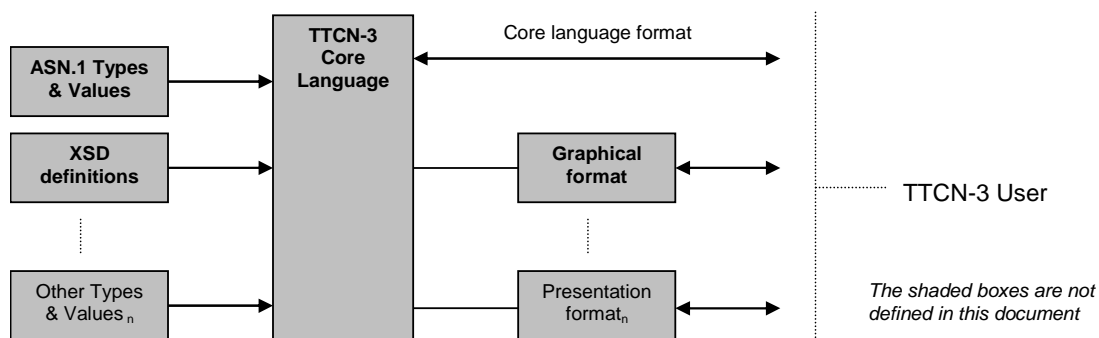 TTCN-3
Core
Language
Core language format
ASN.1 Types
& Values
XSD
definitions
Graphical
format
TTCN-3 User
Other Types
& Values n
Presentation
formatn
The shaded boxes are not
defined in this document